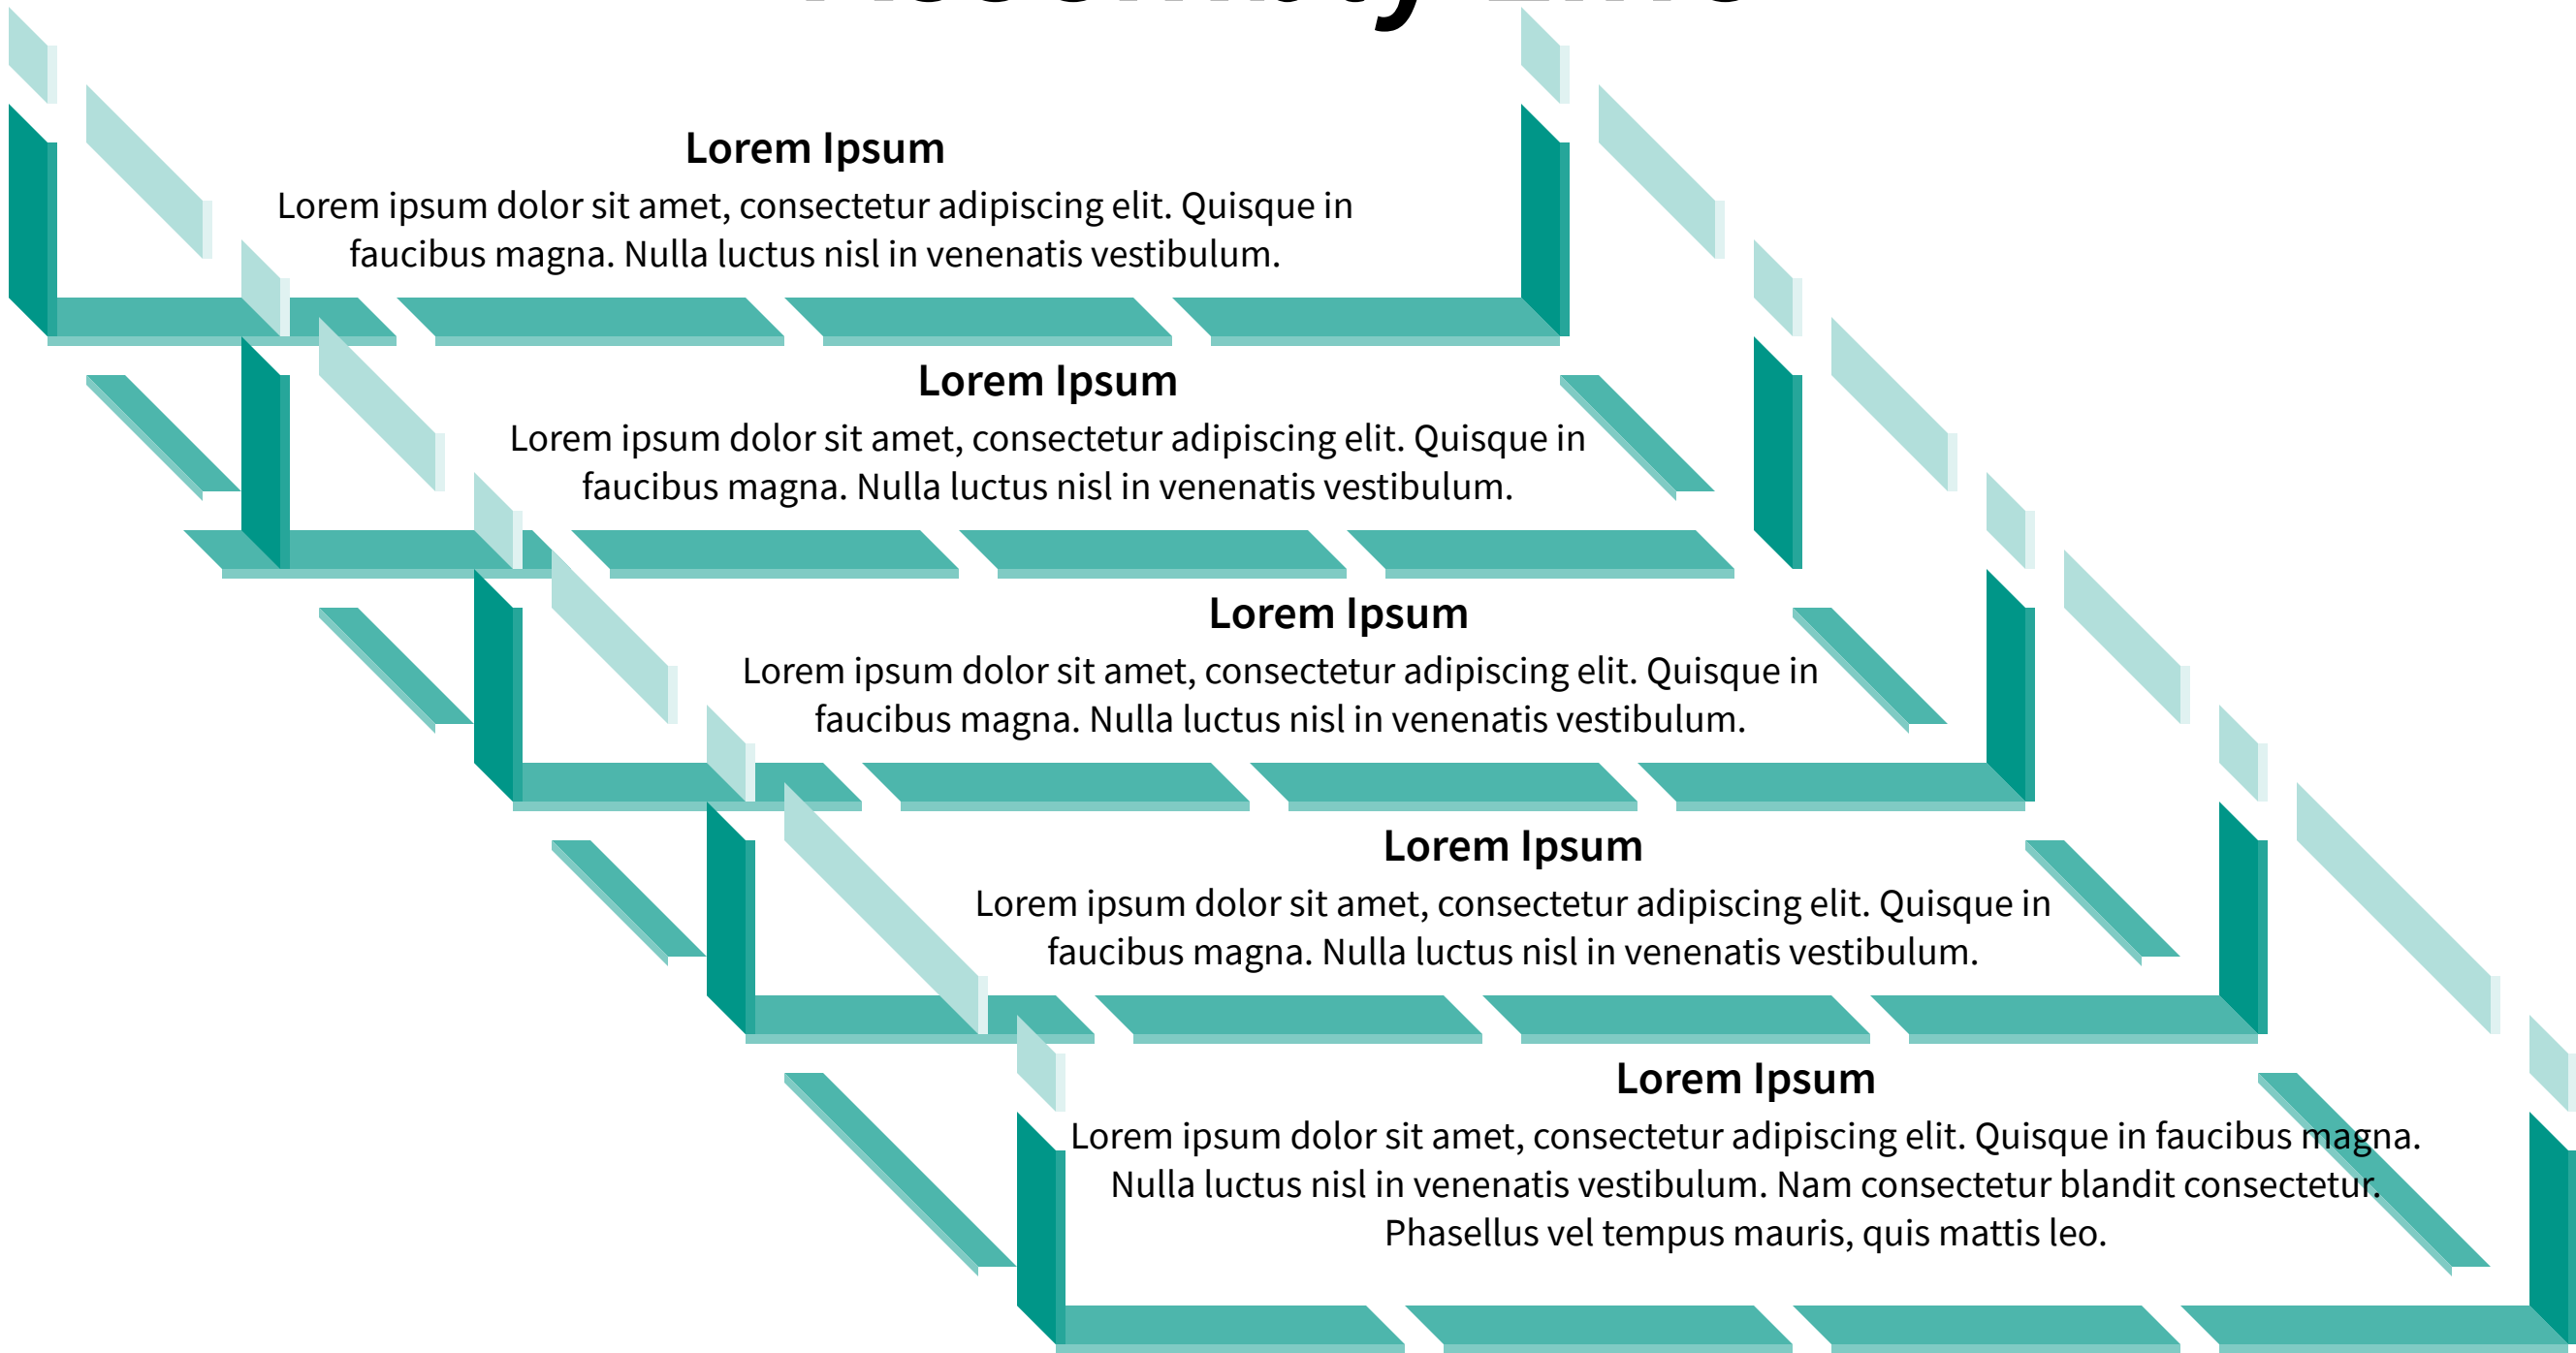 Assembly Line
Lorem Ipsum
Lorem ipsum dolor sit amet, consectetur adipiscing elit. Quisque in
faucibus magna. Nulla luctus nisl in venenatis vestibulum.
Lorem Ipsum
Lorem ipsum dolor sit amet, consectetur adipiscing elit. Quisque in
faucibus magna. Nulla luctus nisl in venenatis vestibulum.
Lorem Ipsum
Lorem ipsum dolor sit amet, consectetur adipiscing elit. Quisque in
faucibus magna. Nulla luctus nisl in venenatis vestibulum.
Lorem Ipsum
Lorem ipsum dolor sit amet, consectetur adipiscing elit. Quisque in
faucibus magna. Nulla luctus nisl in venenatis vestibulum.
Lorem Ipsum
Lorem ipsum dolor sit amet, consectetur adipiscing elit. Quisque in faucibus magna.
Nulla luctus nisl in venenatis vestibulum. Nam consectetur blandit consectetur.
Phasellus vel tempus mauris, quis mattis leo.